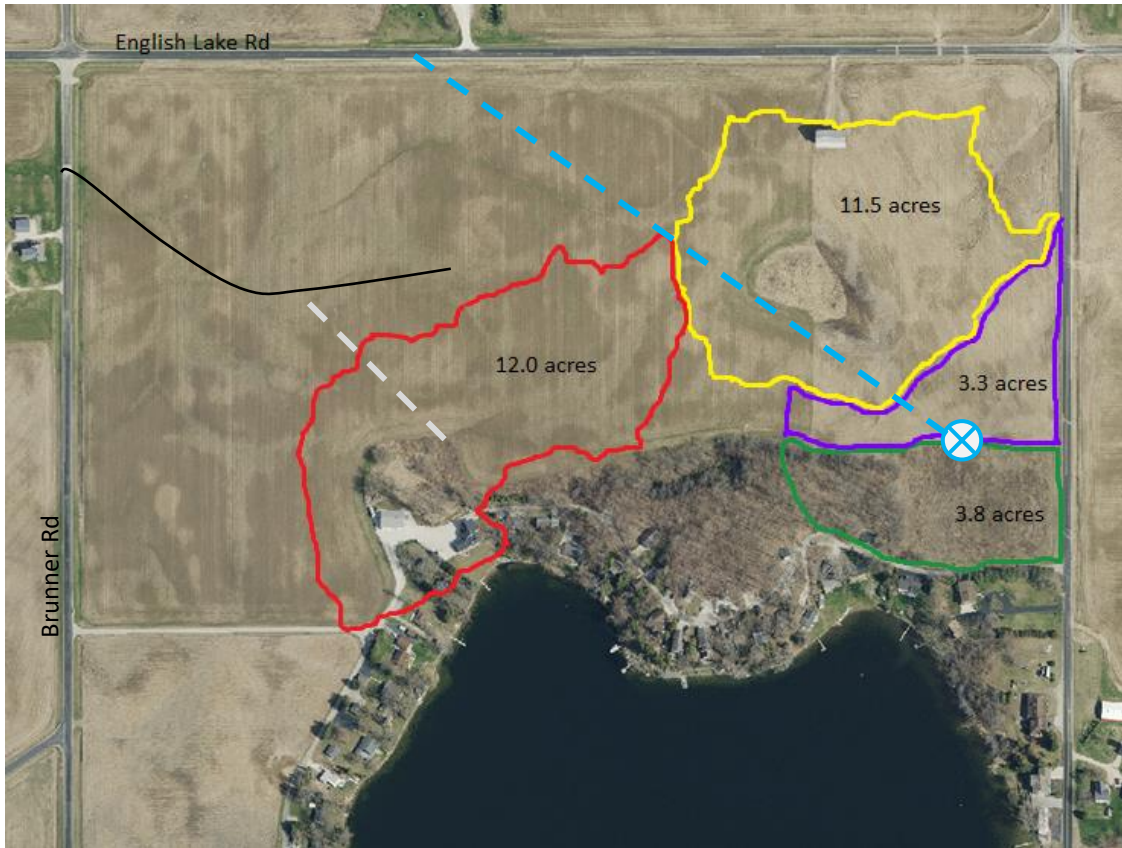 English Lake Rd
11.5 acres
12.0 acres
3.3 acres
3.8 acres
Brunner Rd